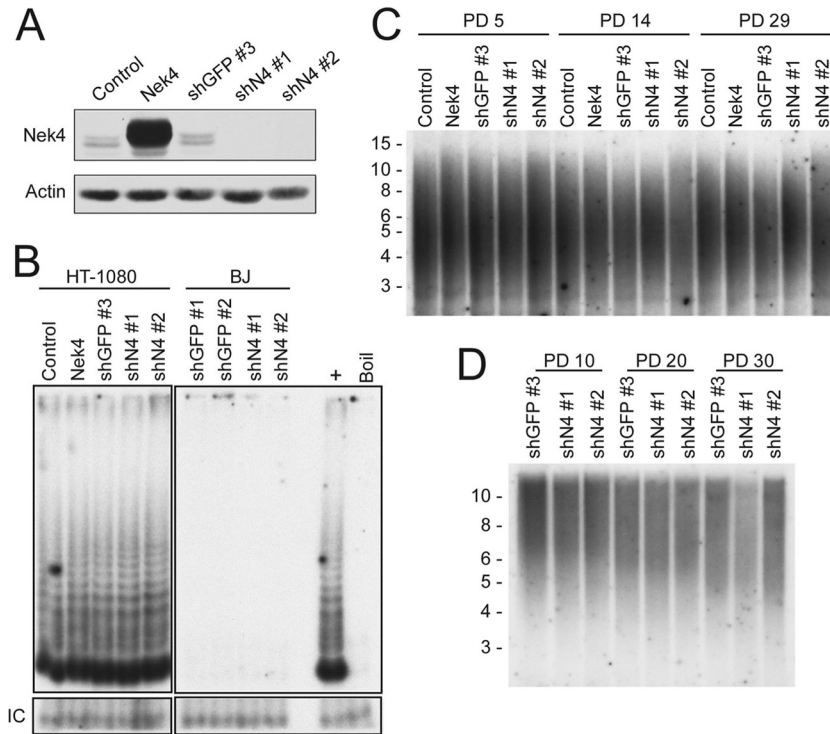 A
Control Nek4 shGFP #3 shN4 #1 shN4 #2
Nek4
Actin
B
HT-1080 BJ
Control Nek4 shGFP #3 shN4 #1 shN4 #2 shGFP #1 shGFP #2 shN4 #1 shN4 #2 + Boil
IC
C
PD 5 PD 14 PD 29
Control Nek4 shGFP #3 shN4 #1 shN4 #2 Control Nek4 shGFP #3 shN4 #1 shN4 #2 Control Nek4 shGFP #3 shN4 #1 shN4 #2
15 -
10 -
8 -
6 -
5 -
4 -
3 -
D
PD 10 PD 20 PD 30
shGFP #3 shN4 #1 shN4 #2 shGFP #3 shN4 #1 shN4 #2 shGFP #3 shN4 #1 shN4 #2
10 -
8 -
6 -
5 -
4 -
3 -